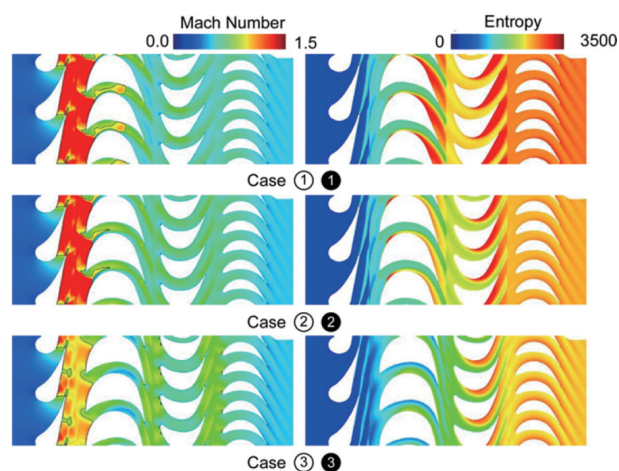 Mach Number
Entropy
0.0 1.5
0 3500
Case ① ❶
Case ② ❷
Case ③ ❸